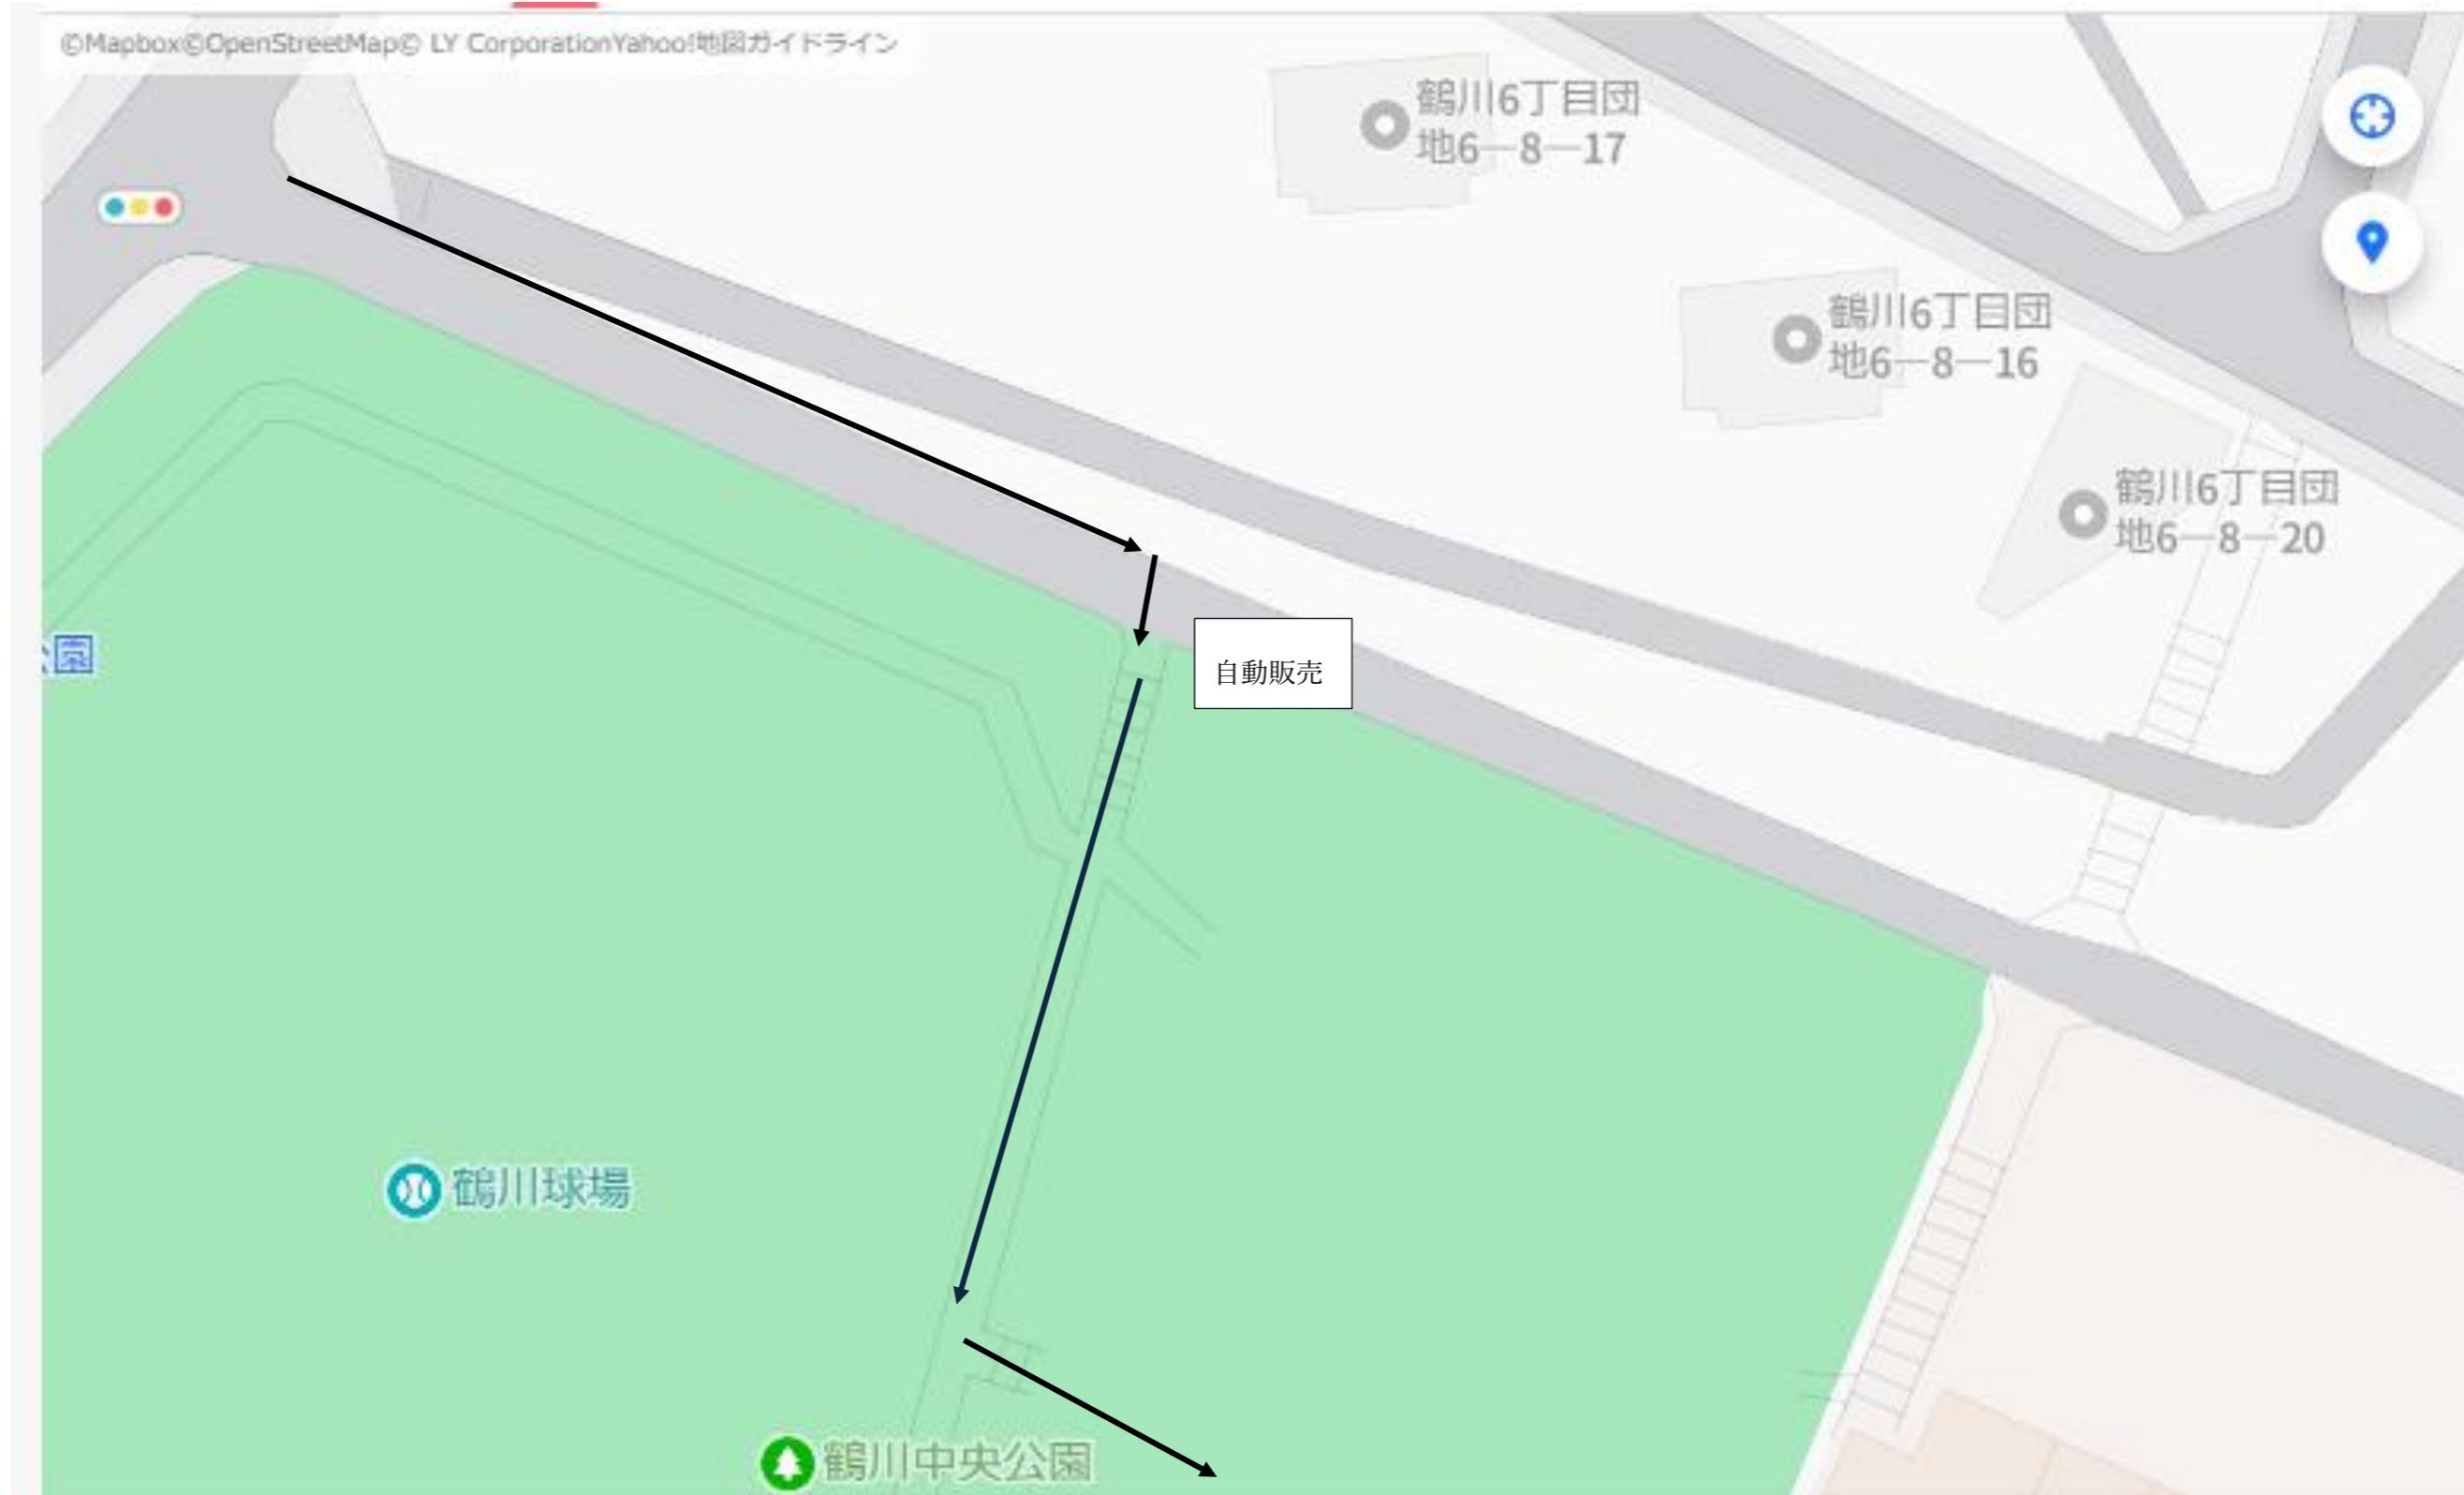 ©Mapbox©OpenStreetMap© LY CorporationYahoo!地図ガイドライン
鶴川6丁目団
地6―8―17
鶴川6丁目団
地6―8―16
鶴川6丁目団
地6―8―20
園
自動販売
鶴川球場
鶴川中央公園